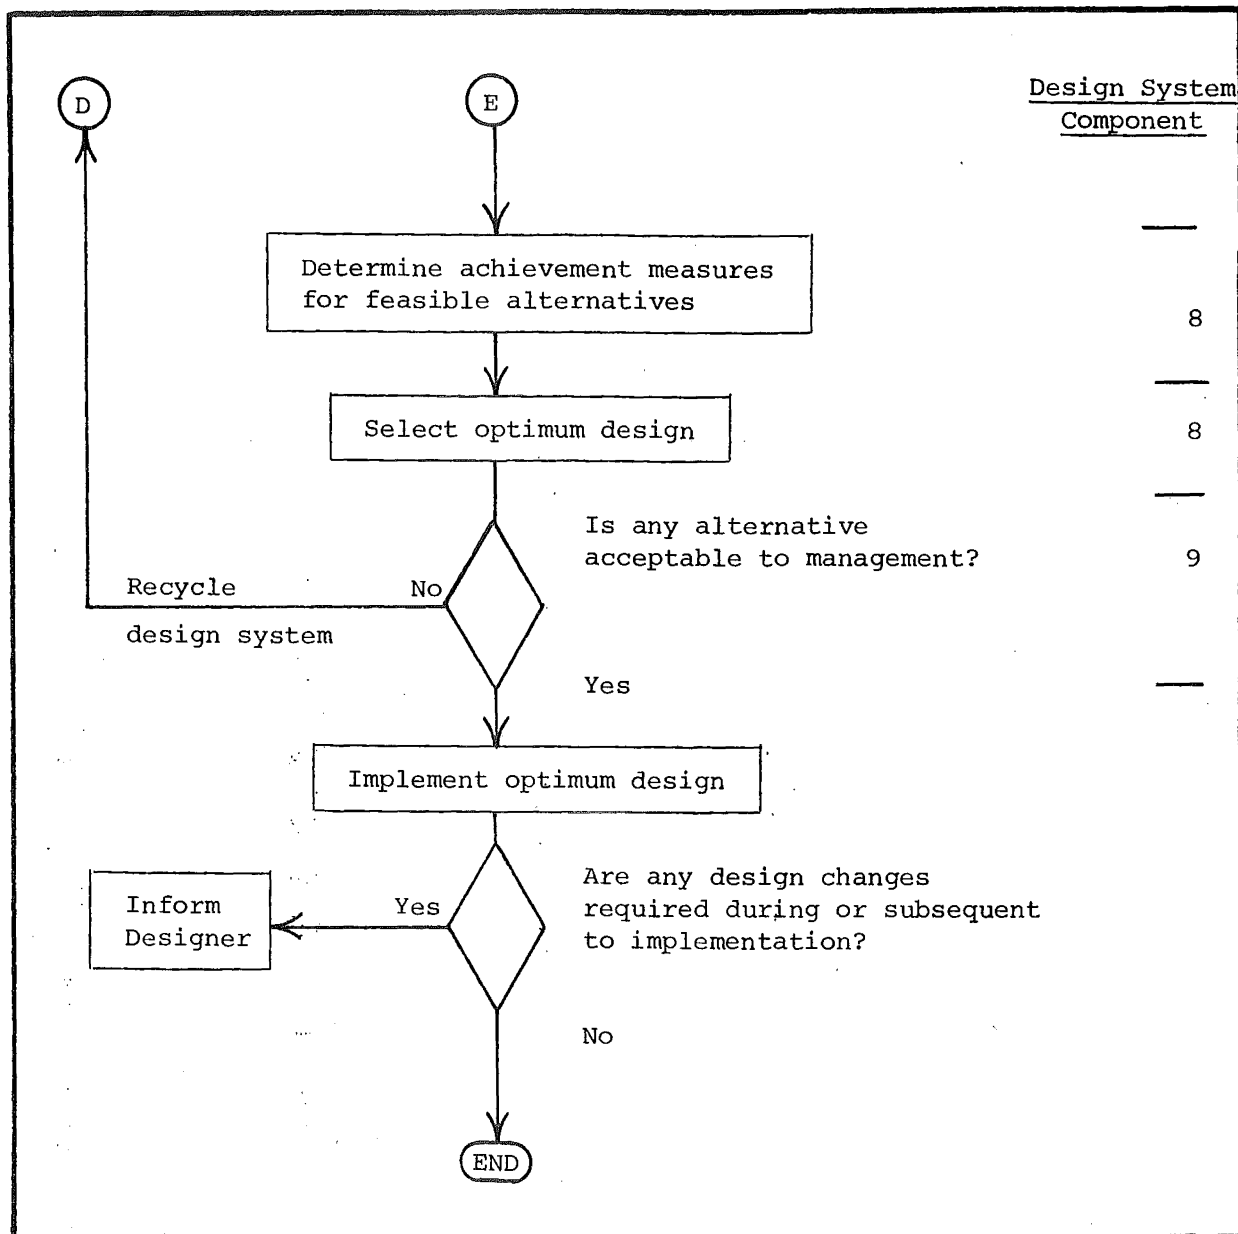 D
E
Design System
Component
Determine achievement measures
for feasible alternatives
8
Select optimum design
8
Is any alternative
acceptable to management?
9
Recycle
No
design system
Yes
Implement optimum design
Are any design changes
required during or subsequent
to implementation?
Inform
Designer
Yes
No
END